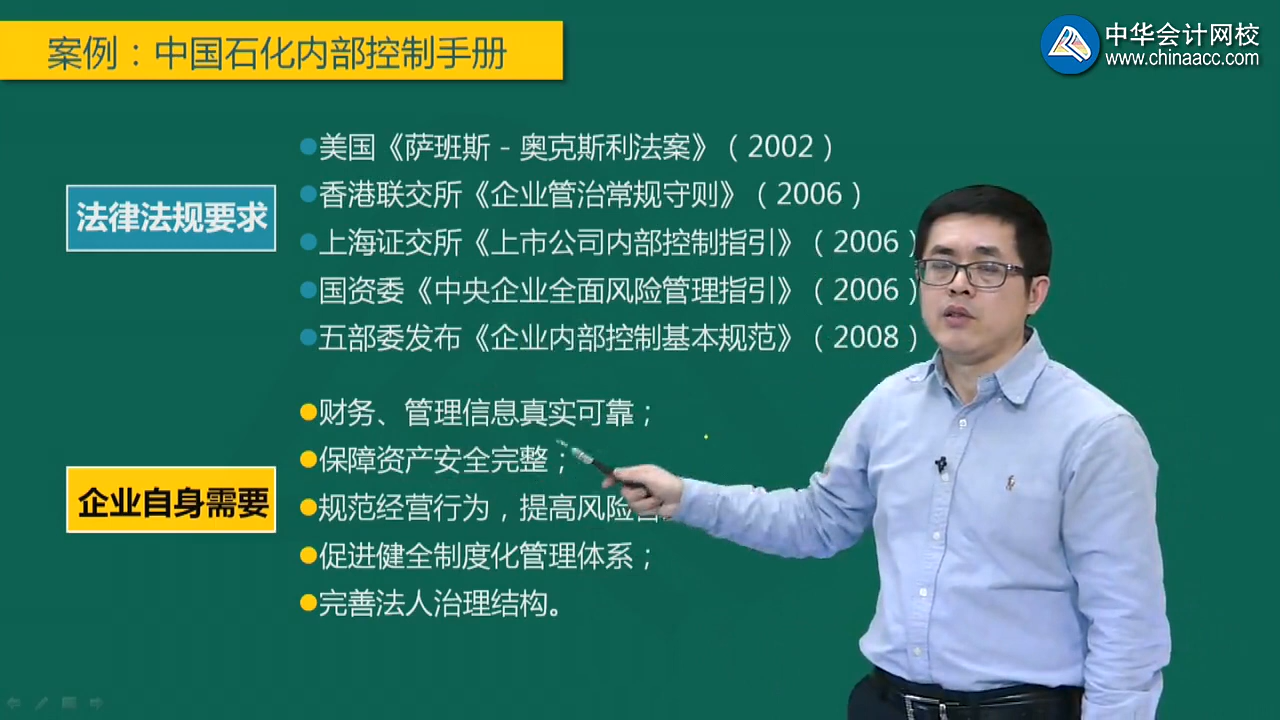 案例：中国石化内部控制手册
中华会计网校
www.chinaacc.com
法律法规要求
美国《萨班斯－奥克斯利法案》（2002）
香港联交所《企业管治常规守则》（2006）
上海证交所《上市公司内部控制指引》（2006）
国资委《中央企业全面风险管理指引》（2006）
五部委发布《企业内部控制基本规范》（2008）
企业自身需要
财务、管理信息真实可靠；
保障资产安全完整；
规范经营行为，提高风险
促进健全制度化管理体系；
完善法人治理结构。